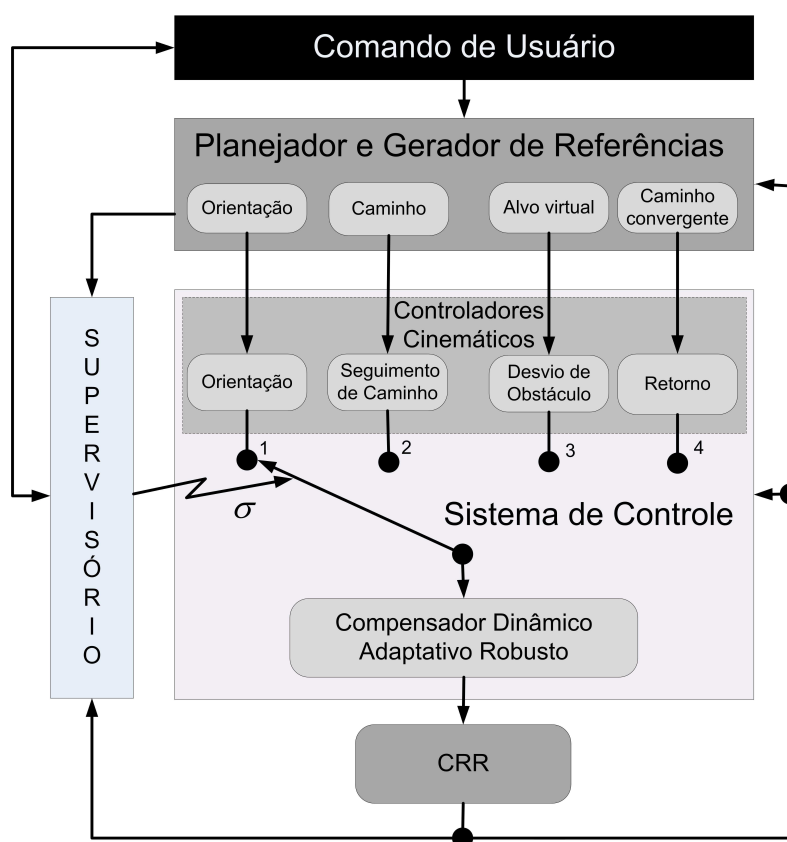 Comando de Usuário
Planejador e Gerador de Referências
Orientação
Caminho
Alvo virtual
Caminho
convergente
Controladores
Cinemáticos
Orientação
Seguimento
de Caminho
Desvio de
Obstáculo
Retorno
1
2
3
4
SUPERVISÓRIO
σ
Sistema de Controle
Compensador Dinâmico
Adaptativo Robusto
CRR